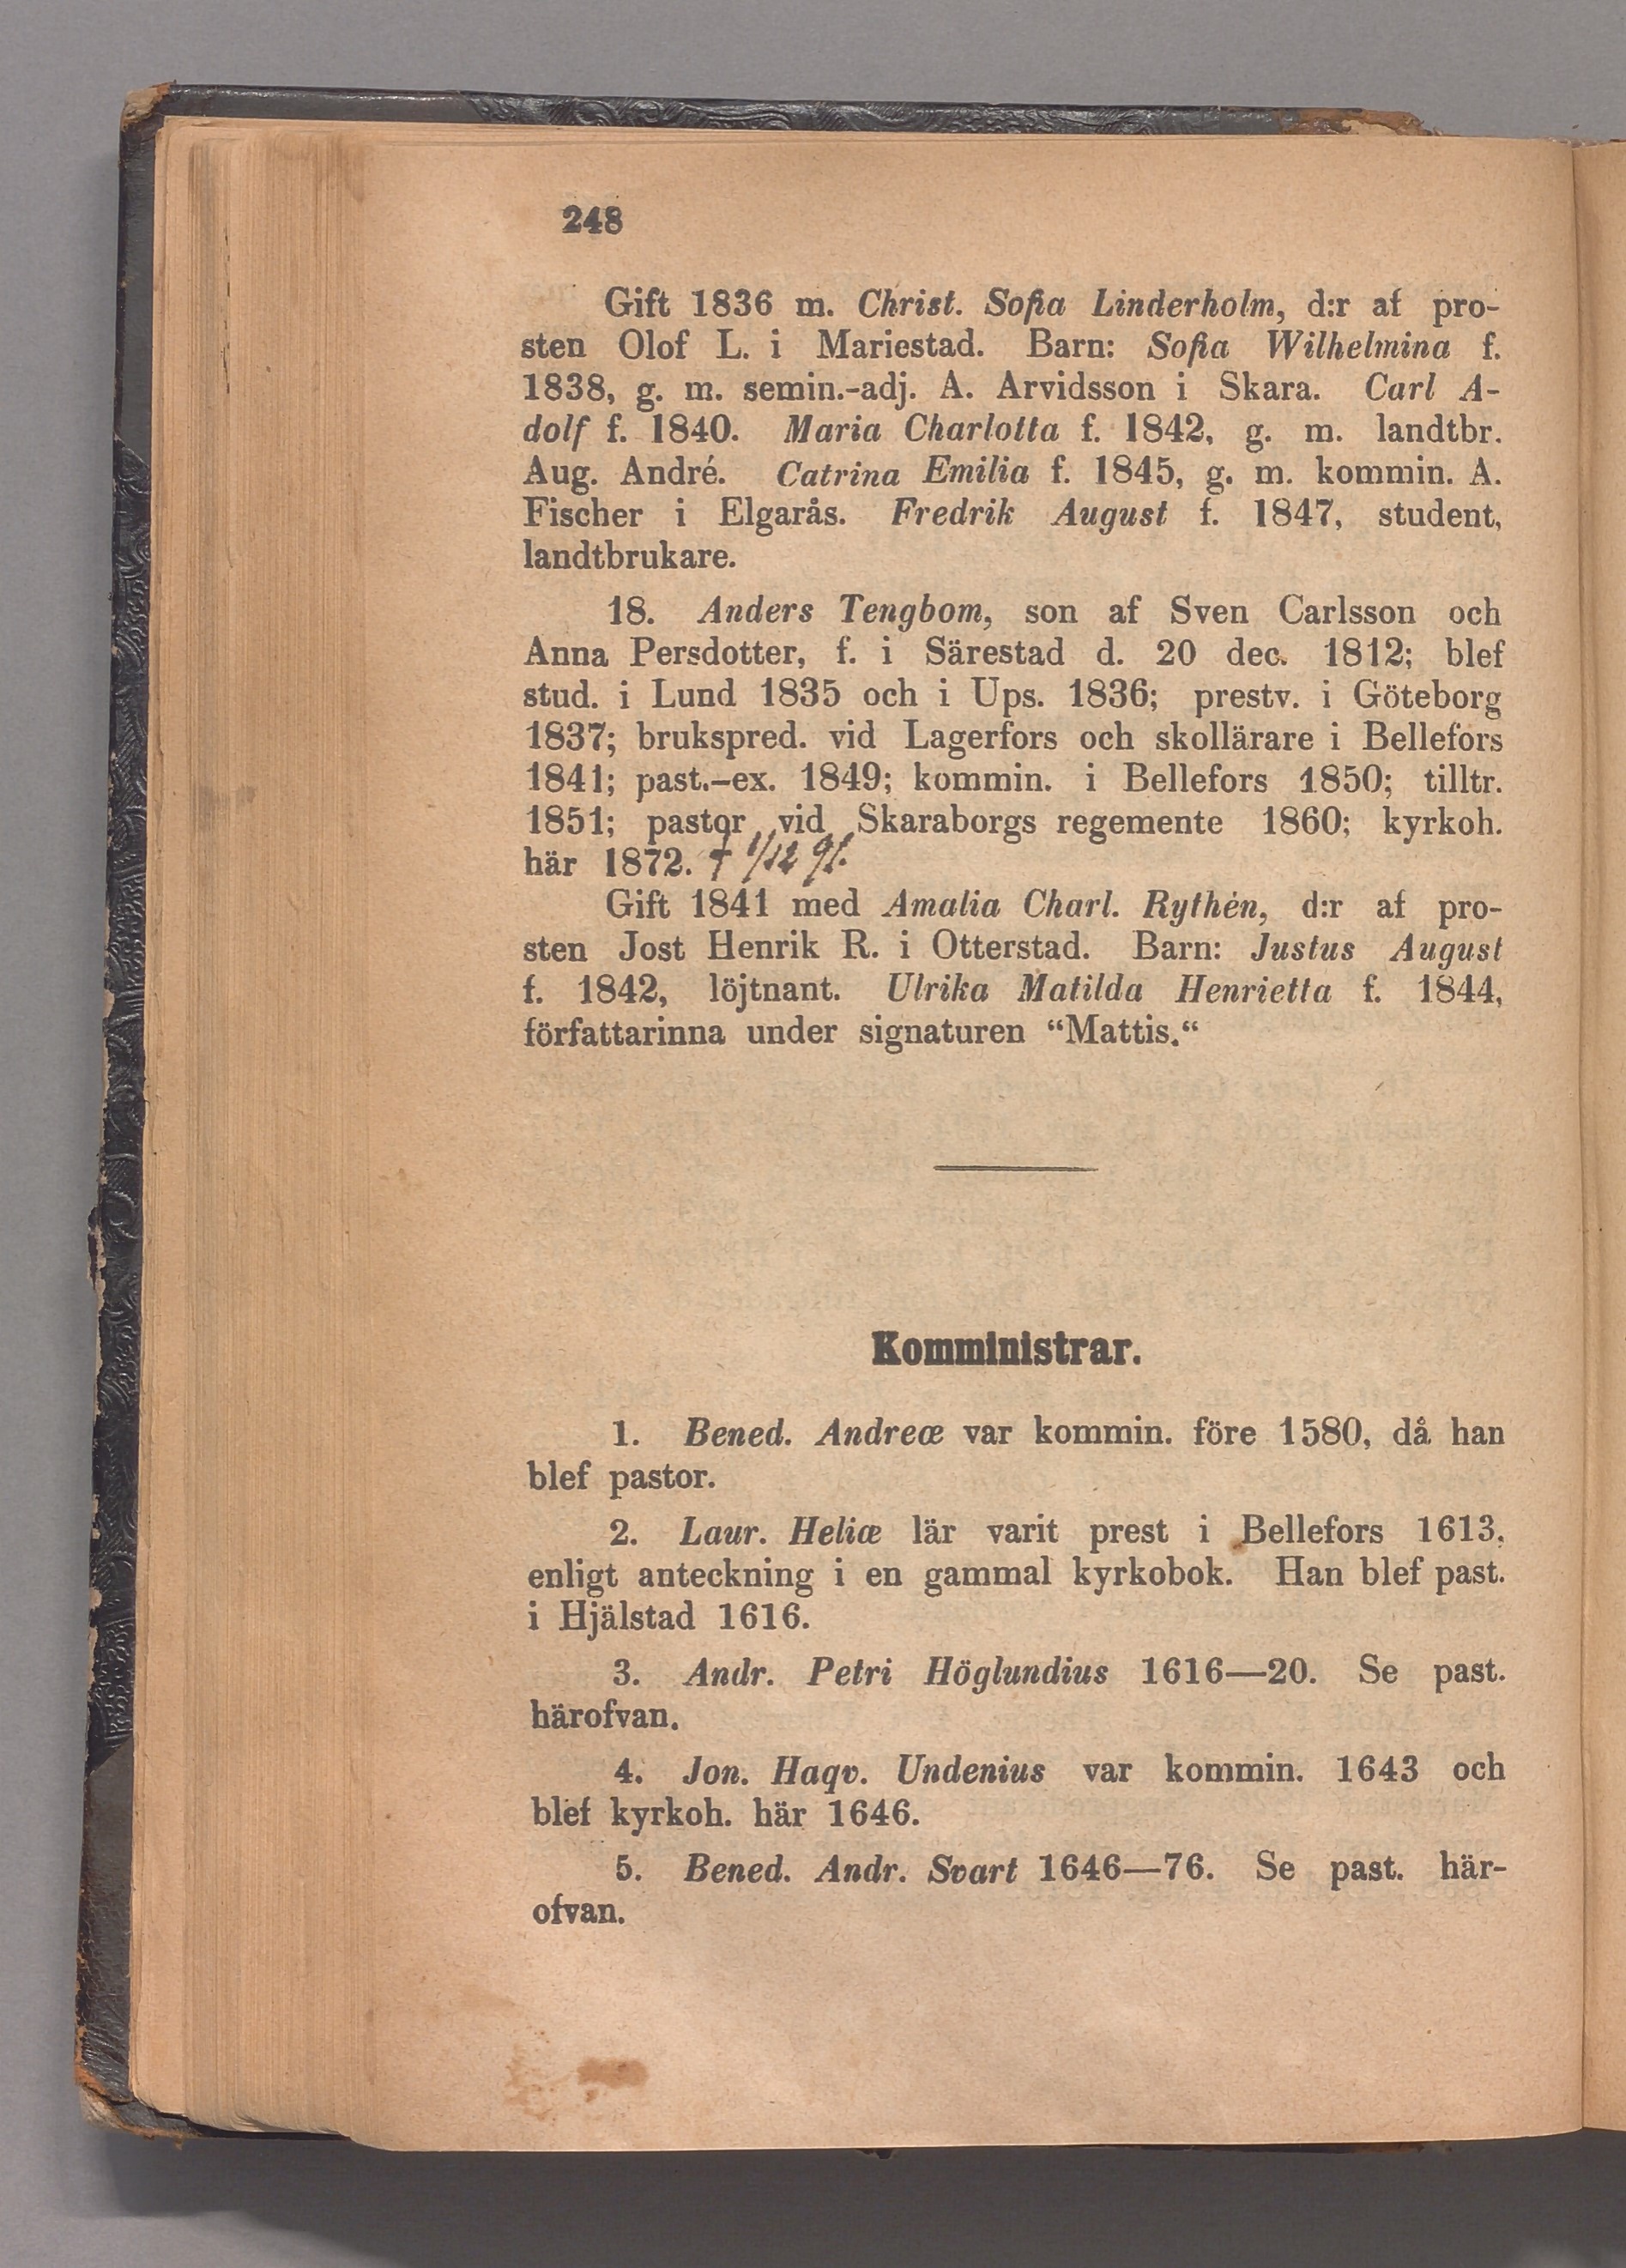 248
Gift 1836 m. Christ. Sofia Linderholm, d:r af pro-
sten Olof L. i Mariestad. Barn: Sofia Wilhelmina f.
1838, g. m. semin.-adj. A. Arvidsson i Skara. Carl A-
dolf f. 1840. Maria Charlotta f. 1842, g. m. landtbr.
Aug. André. Catrina Emilia f. 1845, g. m. kommin. A.
Fischer i Elgarås. Fredrik August f. 1847, student,
landtbrukare.
18. Anders Tengbom, son af Sven Carlsson och
Anna Persdotter, f. i Särestad d. 20 dec. 1812; blef
stud. i Lund 1835 och i Ups. 1836; prestv. i Göteborg
1837; brukspred. vid Lagerfors och skollärare i Bellefors
1841; past.-ex. 1849; kommin. i Bellefors 1850; tilltr.
1851; pastor vid Skaraborgs regemente 1860; kyrkoh.
här 1872. † 1/12 91.
Gift 1841 med Amalia Charl. Rythén, d:r af pro-
sten Jost Henrik R. i Otterstad. Barn: Justus August
f. 1842, löjtnant. Ulrika Matilda Henrietta f. 1844,
författarinna under signaturen “Mattis.“
Komministrar.
1. Bened. Andreæ var kommin. före 1580, då han
blef pastor.
2. Laur. Heliæ lär varit prest i Bellefors 1613,
enligt anteckning i en gammal kyrkobok. Han blef past.
i Hjälstad 1616.
3. Andr. Petri Höglundius 1616—20. Se past.
härofvan.
4. Jon. Haqv. Undenius var kommin. 1643 och
blef kyrkoh. här 1646.
5. Bened. Andr. Svart 1646—76. Se past. här-
ofvan.